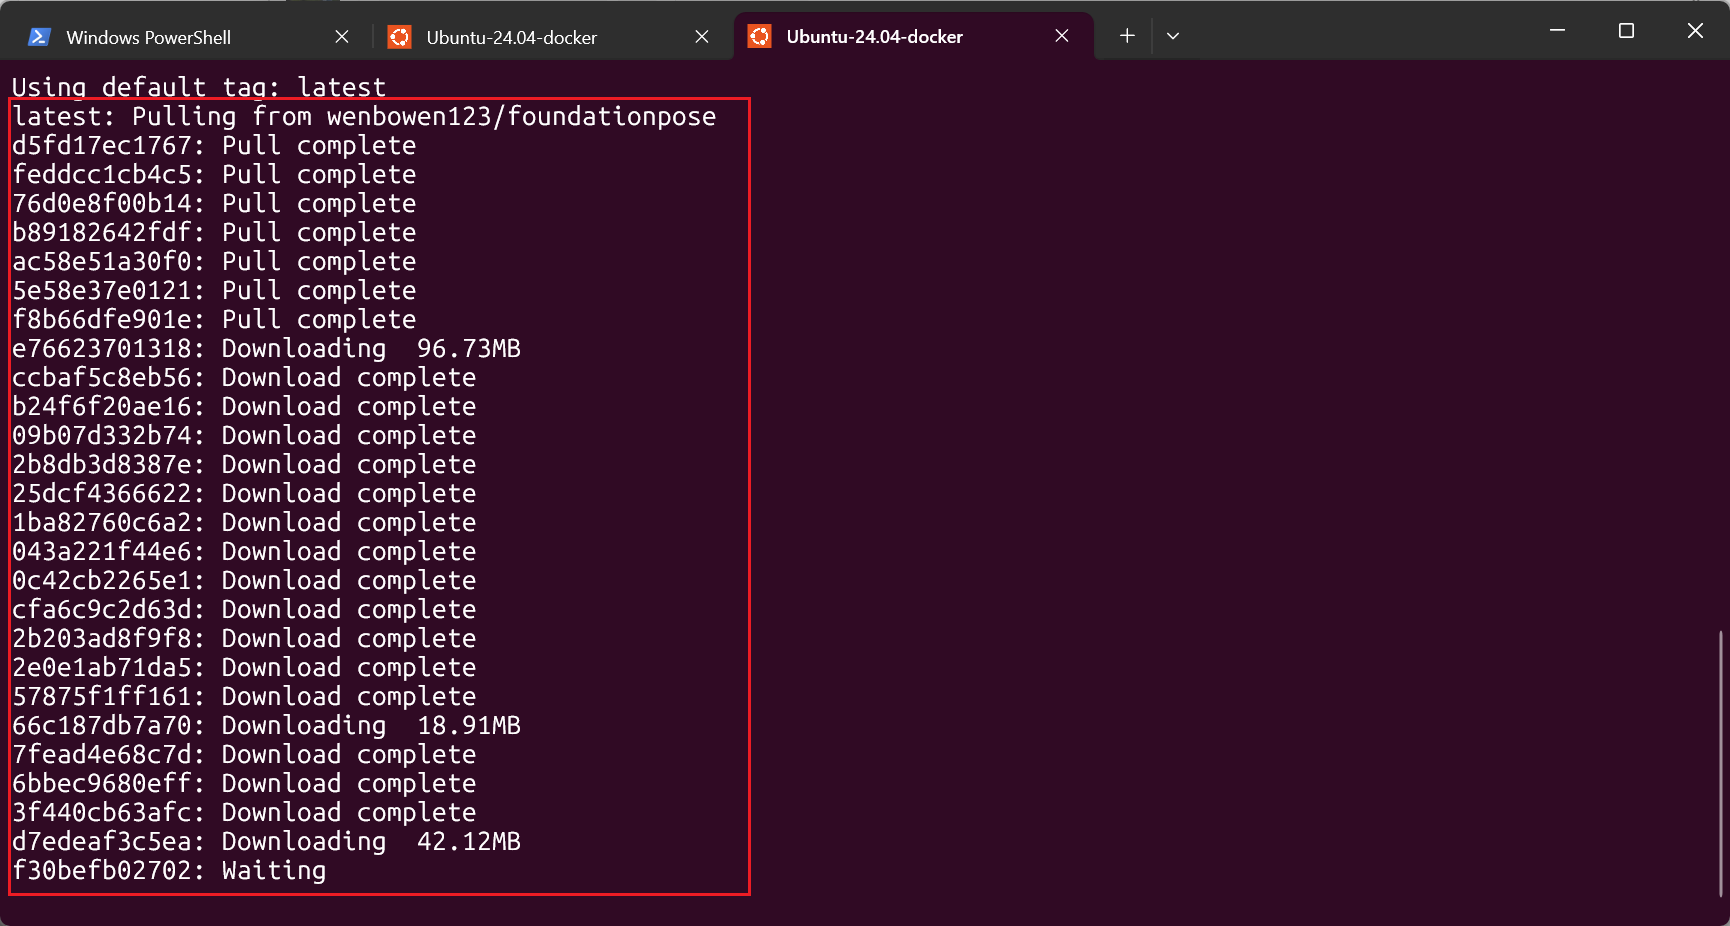 Windows PowerShell
Ubuntu-24.04-docker
Ubuntu-24.04-docker
Using default tag: latest
latest: Pulling from wenbowen123/foundationpose
d5fd17ec1767: Pull complete
feddcc1cb4c5: Pull complete
76d0e8f00b14: Pull complete
b89182642fdf: Pull complete
ac58e51a30f0: Pull complete
5e58e37e0121: Pull complete
f8b66dfe901e: Pull complete
e76623701318: Downloading  96.73MB
ccbaf5c8eb56: Download complete
b24f6f20ae16: Download complete
09b07d332b74: Download complete
2b8db3d8387e: Download complete
25dcf4366622: Download complete
1ba82760c6a2: Download complete
043a221f44e6: Download complete
0c42cb2265e1: Download complete
cfa6c9c2d63d: Download complete
2b203ad8f9f8: Download complete
2e0e1ab71da5: Download complete
57875f1ff161: Download complete
66c187db7a70: Downloading  18.91MB
7fead4e68c7d: Download complete
6bbec9680eff: Download complete
3f440cb63afc: Download complete
d7edeaf3c5ea: Downloading  42.12MB
f30befb02702: Waiting